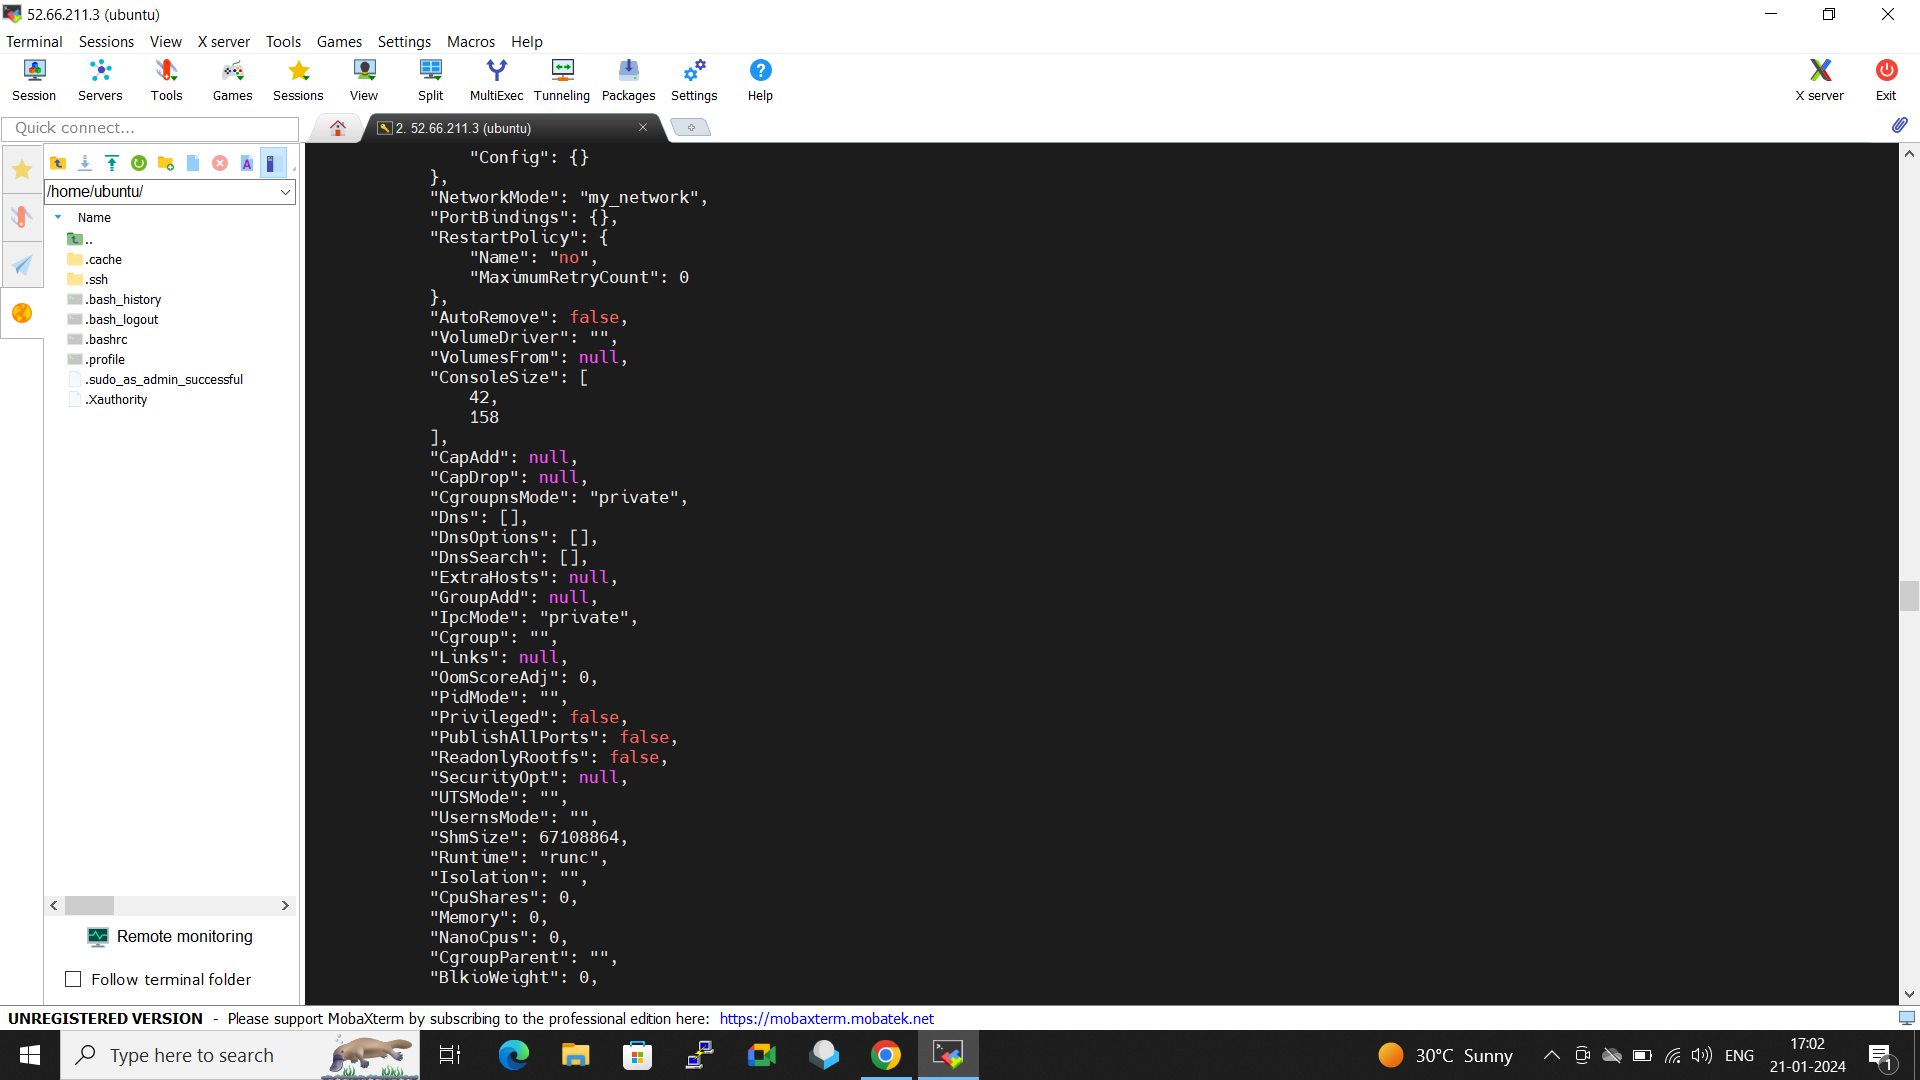 52.66.211.3 (ubuntu)
Terminal Sessions View X server Tools Games Settings Macros Help
Session Servers Tools Games Sessions View Split MultiExec Tunneling Packages Settings Help X server Exit
Quick connect...
2. 52.66.211.3 (ubuntu)
/home/ubuntu/
Name
..
.cache
.ssh
.bash_history
.bash_logout
.bashrc
.profile
.sudo_as_admin_successful
.Xauthority
Remote monitoring
Follow terminal folder
"Config": {}
},
"NetworkMode": "my_network",
"PortBindings": {},
"RestartPolicy": {
"Name": "no",
"MaximumRetryCount": 0
},
"AutoRemove": false,
"VolumeDriver": "",
"VolumesFrom": null,
"ConsoleSize": [
42,
158
],
"CapAdd": null,
"CapDrop": null,
"CgroupnsMode": "private",
"Dns": [],
"DnsOptions": [],
"DnsSearch": [],
"ExtraHosts": null,
"GroupAdd": null,
"IpcMode": "private",
"Cgroup": "",
"Links": null,
"OomScoreAdj": 0,
"PidMode": "",
"Privileged": false,
"PublishAllPorts": false,
"ReadonlyRootfs": false,
"SecurityOpt": null,
"UTSMode": "",
"UsernsMode": "",
"ShmSize": 67108864,
"Runtime": "runc",
"Isolation": "",
"CpuShares": 0,
"Memory": 0,
"NanoCpus": 0,
"CgroupParent": "",
"BlkioWeight": 0,
UNREGISTERED VERSION - Please support MobaXterm by subscribing to the professional edition here: https://mobaxterm.mobatek.net
Type here to search
30°C Sunny
ENG
17:02
21-01-2024
1